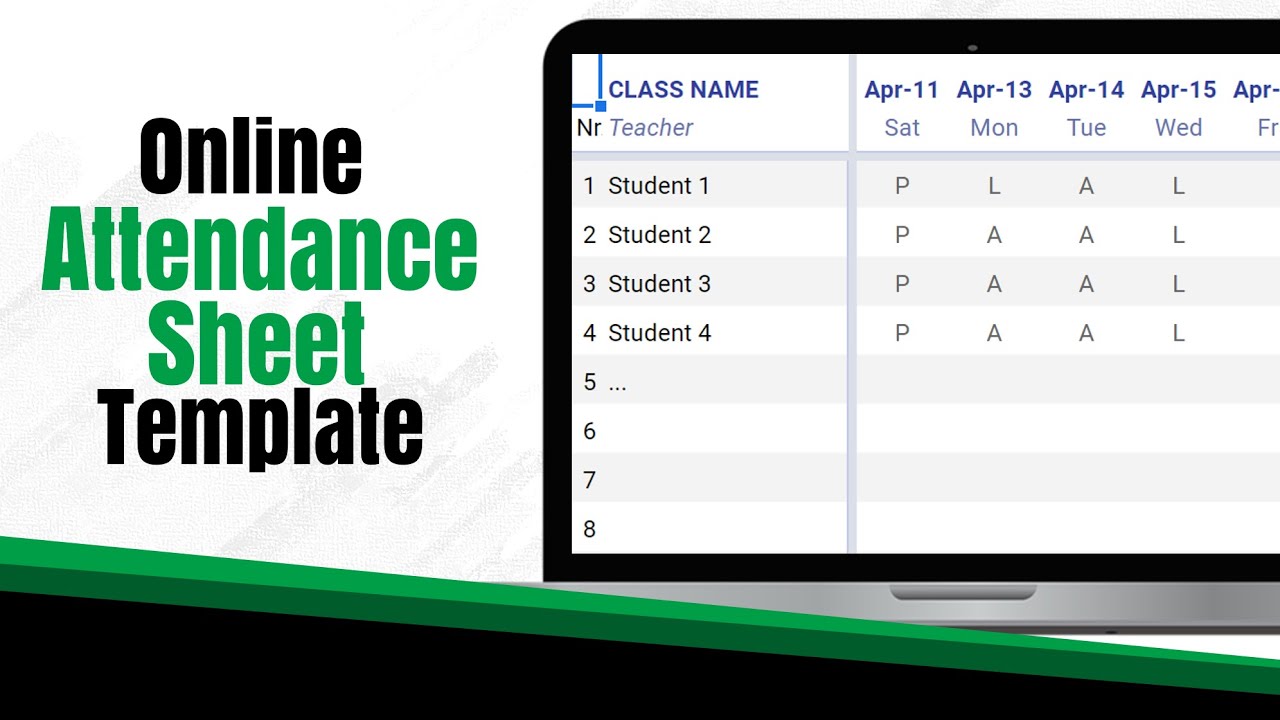 Online
Attendance
Sheet
Template
CLASS NAME Apr-11 Apr-13 Apr-14 Apr-15 Apr-
Nr Teacher Sat Mon Tue Wed Fr
1 Student 1 P L A L
2 Student 2 P A A L
3 Student 3 P A A L
4 Student 4 P A A L
5 ...
6
7
8